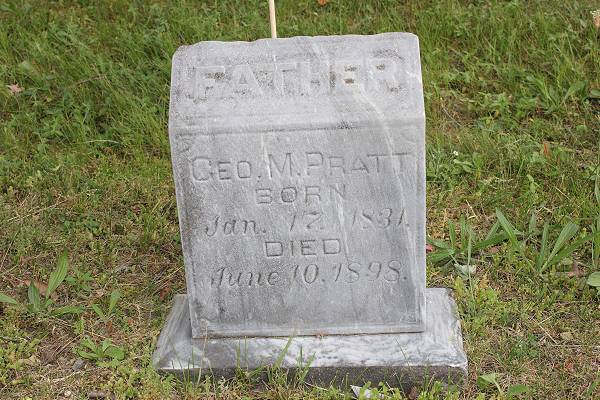 FATHER
GEO. M. PRATT
BORN
Jan. 17. 1831.
DIED
June 10. 1898.